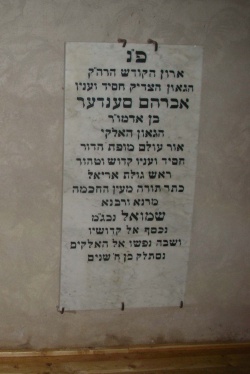 פ״נ
ארון הקודש הרה״ק
הגאון הצדיק חסיד ועניו
אברהם סענדער
בן אדמו״ר
הגאון האלקי
אור עולם מופת הדור
חסיד ועניו קדוש וטהור
ראש גולת אריאל
כתר תורה מעין החכמה
מרנא ורבנא
שמואל נבג״מ
נכסף אל קדושיו
ושבה נפשו אל האלקים
נסתלק בן ח שנים